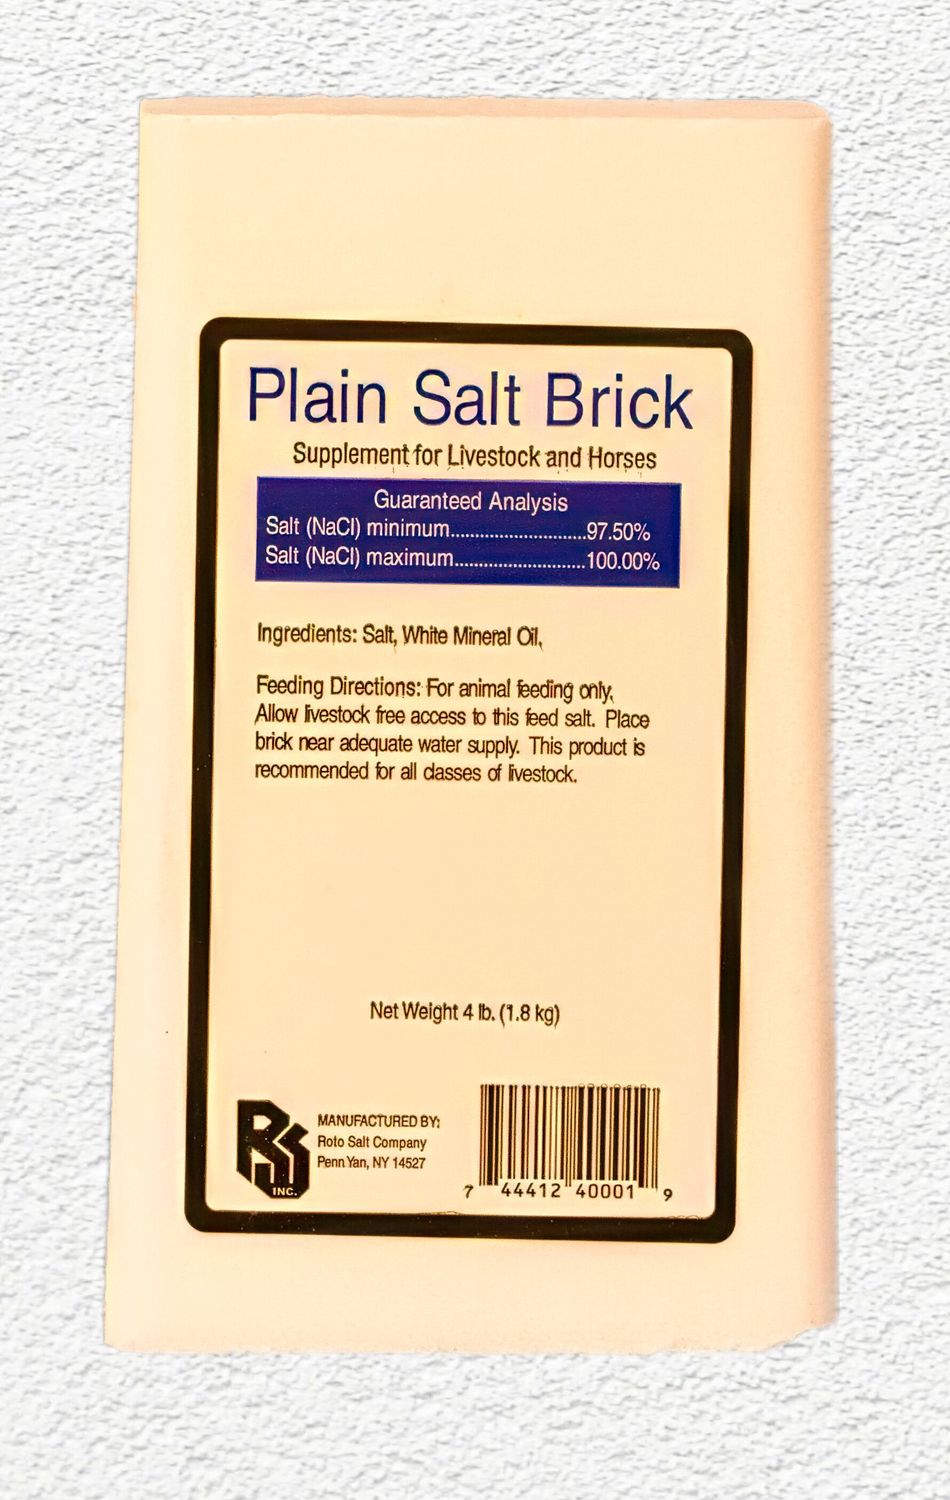 Plain Salt Brick
Supplement for Livestock and Horses
Guaranteed Analysis
Salt (NaCl) minimum............................97.50%
Salt (NaCl) maximum...........................100.00%
Ingredients: Salt, White Mineral Oil,
Feeding Directions: For animal feeding only.
Allow livestock free access to this feed salt. Place
brick near adequate water supply. This product is
recommended for all classes of livestock.
Net Weight 4 lb. (1.8 kg)
RS
INC.
MANUFACTURED BY:
Roto Salt Company
Penn Yan, NY 14527
7 44412 40001 9